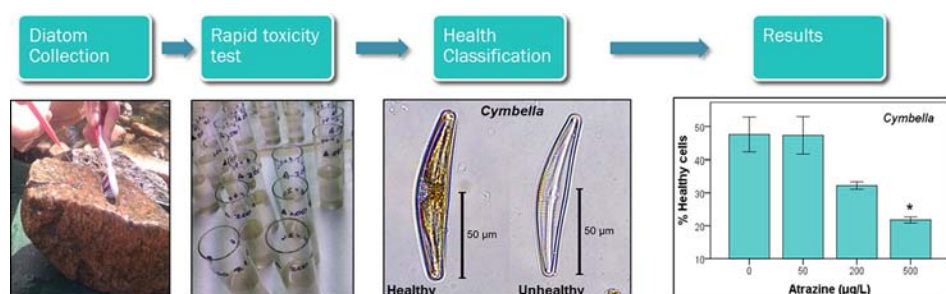 Diatom
Collection
Rapid toxicity
test
Health
Classification
Results
Cymbella
50 µm
50 µm
Healthy
Unhealthy
Cymbella
% Healthy cells
50
40
30
20
10
*
0
50
200
500
Atrazine (µg/L)